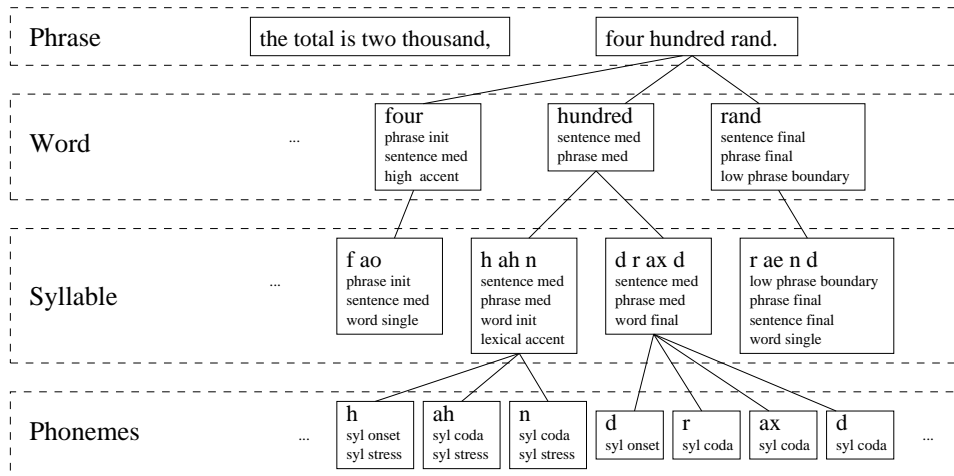 Phrase
the total is two thousand,
four hundred rand.
Word
...
four
phrase init
sentence med
high accent
hundred
sentence med
phrase med
rand
sentence final
phrase final
low phrase boundary
Syllable
...
f ao
phrase init
sentence med
word single
h ah n
sentence med
phrase med
word init
lexical accent
d r ax d
sentence med
phrase med
word final
r ae n d
low phrase boundary
phrase final
sentence final
word single
Phonemes
...
h
syl onset
syl stress
ah
syl coda
syl stress
n
syl coda
syl stress
d
syl onset
r
syl coda
ax
syl coda
d
syl coda
...